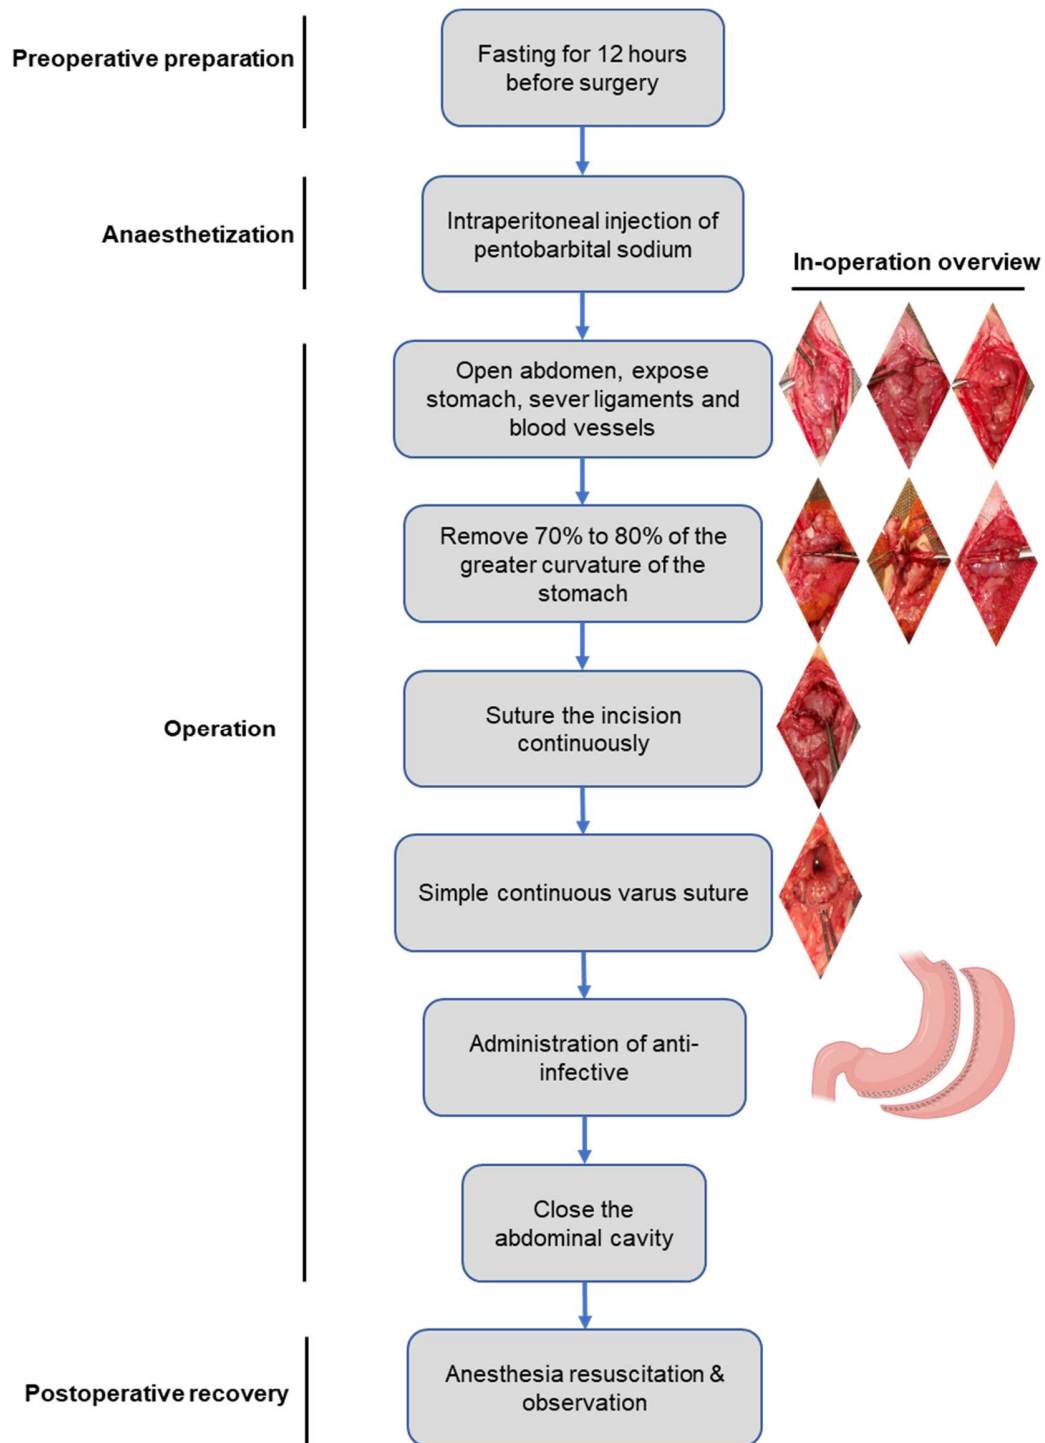 Preoperative preparation
Fasting for 12 hours
before surgery
Anaesthetization
Intraperitoneal injection of
pentobarbital sodium
In-operation overview
Open abdomen, expose
stomach, sever ligaments and
blood vessels
Remove 70% to 80% of the
greater curvature of the
stomach
Operation
Suture the incision
continuously
Simple continuous varus suture
Administration of anti-
infective
Close the
abdominal cavity
Postoperative recovery
Anesthesia resuscitation &
observation